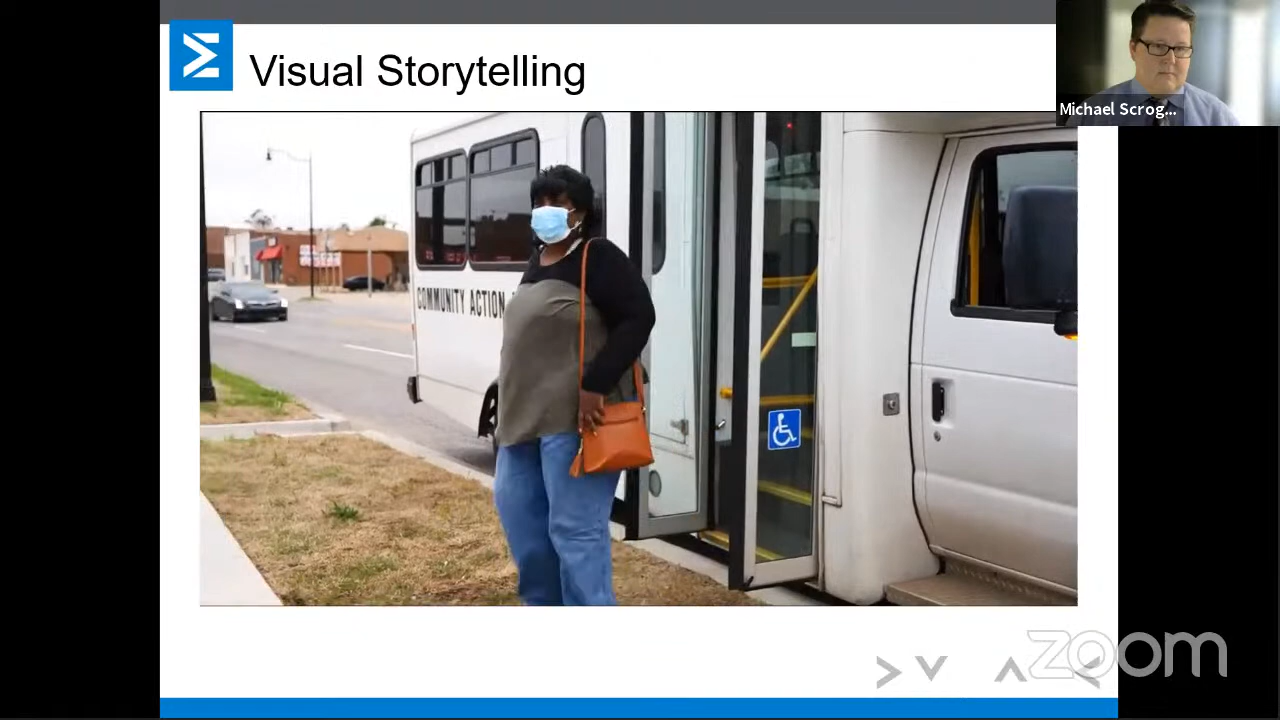 Visual Storytelling
Michael Scrog...
COMMUNITY ACTION
zoom